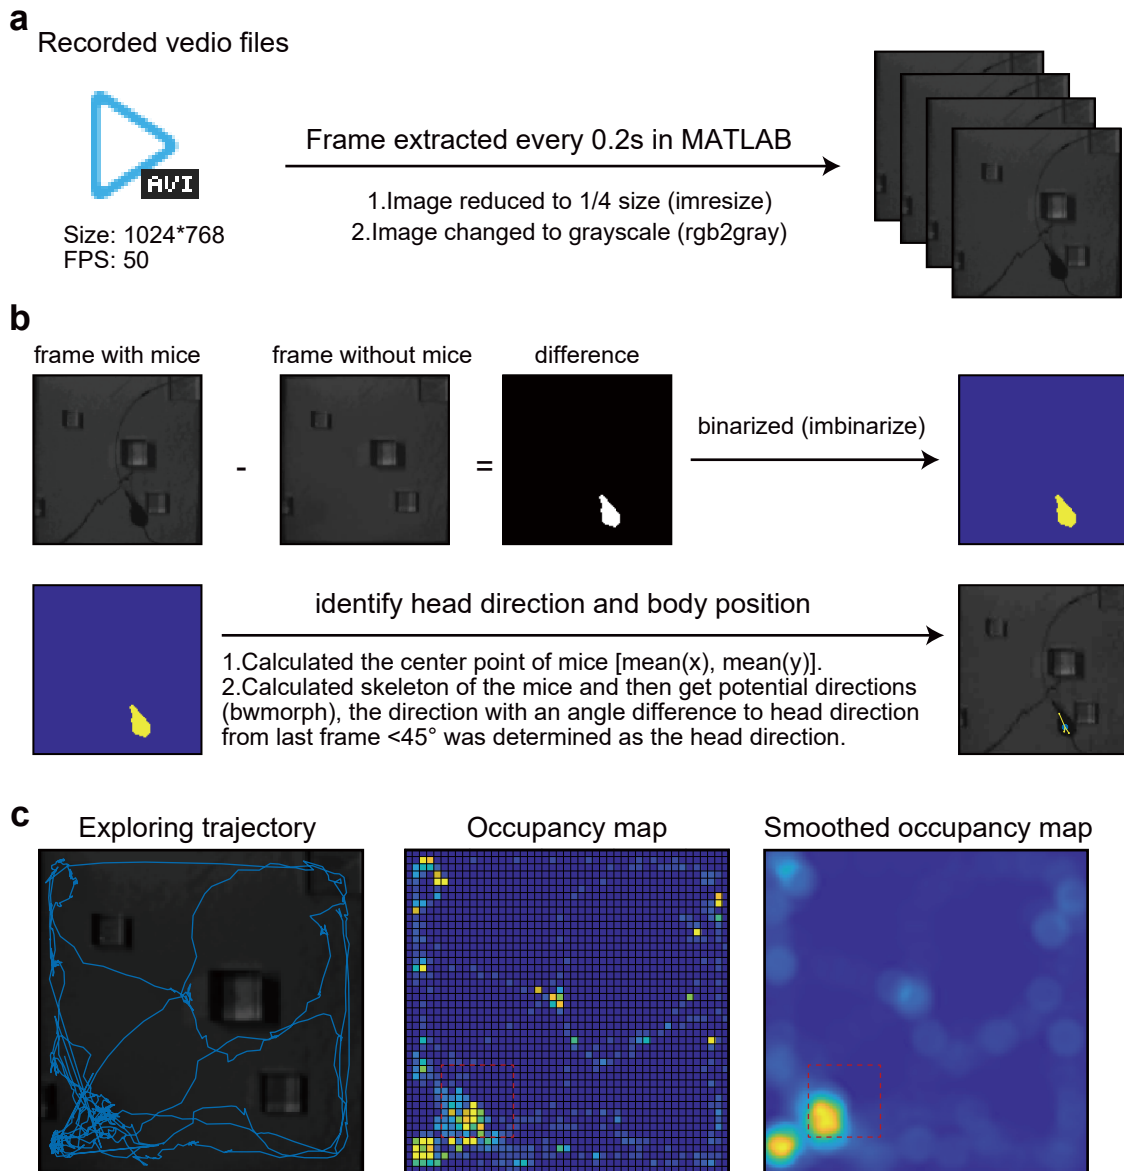 a
Recorded vedio files
AVI
Size: 1024*768
FPS: 50
Frame extracted every 0.2s in MATLAB
1.Image reduced to 1/4 size (imresize)
2.Image changed to grayscale (rgb2gray)
b
frame with mice
frame without mice
difference
-
=
binarized (imbinarize)
identify head direction and body position
1.Calculated the center point of mice [mean(x), mean(y)].
2.Calculated skeleton of the mice and then get potential directions
(bwmorph), the direction with an angle difference to head direction
from last frame <45° was determined as the head direction.
c
Exploring trajectory
Occupancy map
Smoothed occupancy map